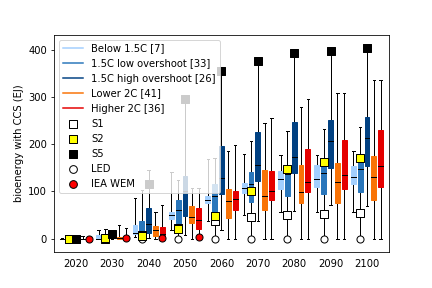 bioenergy with CCS (EJ)
400
300
200
100
0
Below 1.5C [7]
1.5C low overshoot [33]
1.5C high overshoot [26]
Lower 2C [41]
Higher 2C [36]
S1
S2
S5
LED
IEA WEM
2020 2030 2040 2050 2060 2070 2080 2090 2100